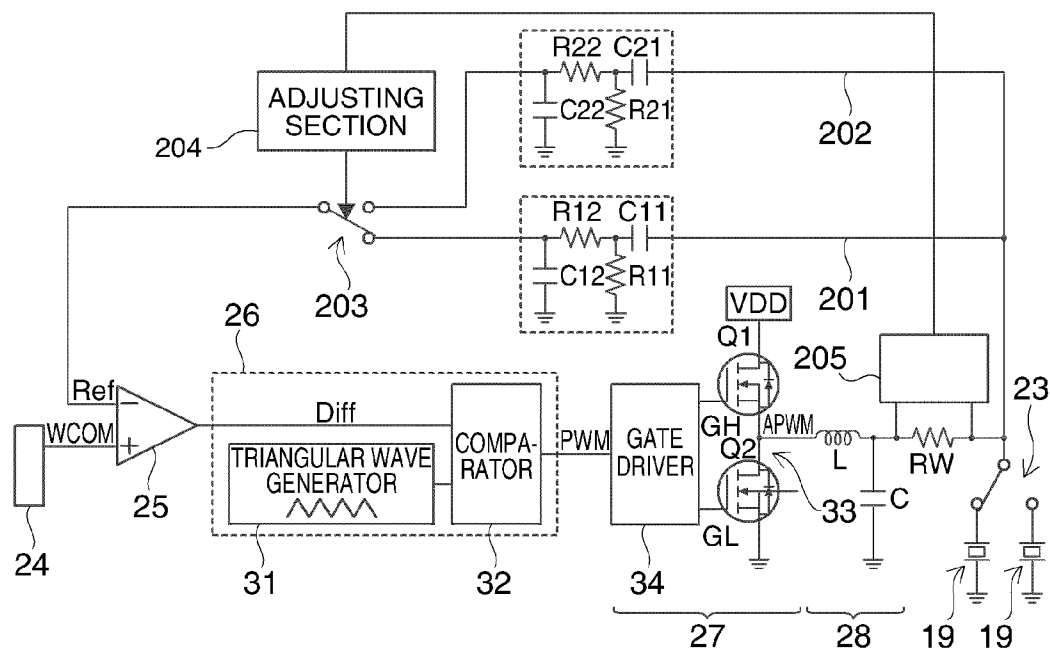 R22 C21
C22 R21
202
ADJUSTING
SECTION
204
R12 C11
C12 R11
203
201
VDD
26
Q1
205
23
Ref
WCOM
−
+
Diff
COMPA-
RATOR
PWM
GATE
DRIVER
GH
APWM
Q2
L
RW
TRIANGULAR WAVE
GENERATOR
C
33
GL
25
24
31
32
34
27
28
19
19